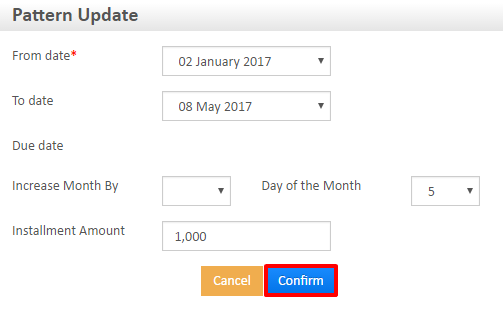 Pattern Update
From date*
02 January 2017
To date
08 May 2017
Due date
Increase Month By
Day of the Month
5
Installment Amount
1,000
Cancel
Confirm